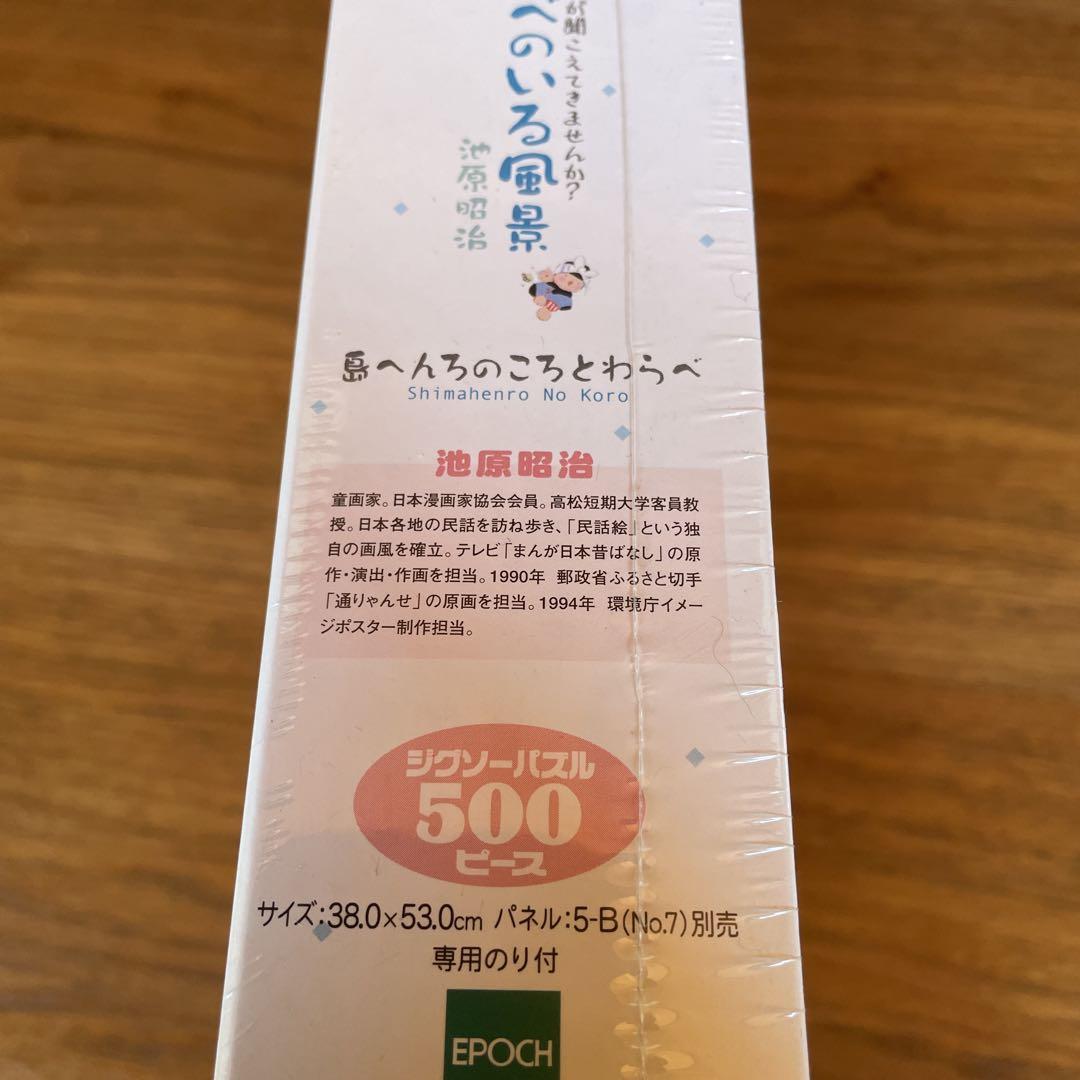 が聞こえてきませんか?
べのいる風景
池原昭治
島へんろのころとわらべ
Shimahenro No Koro
池原昭治
童画家。日本漫画家協会会員。高松短期大学客員教
授。日本各地の民話を訪ね歩き、「民話絵」という独
自の画風を確立。テレビ「まんが日本昔ばなし」の原
作・演出・作画を担当。1990年 郵政省ふるさと切手
「通りゃんせ」の原画を担当。1994年 環境庁イメー
ジポスター制作担当。
ジグソーパズル
500
ピース
サイズ:38.0×53.0cm パネル:5-B(No.7)別売
専用のり付
EPOCH